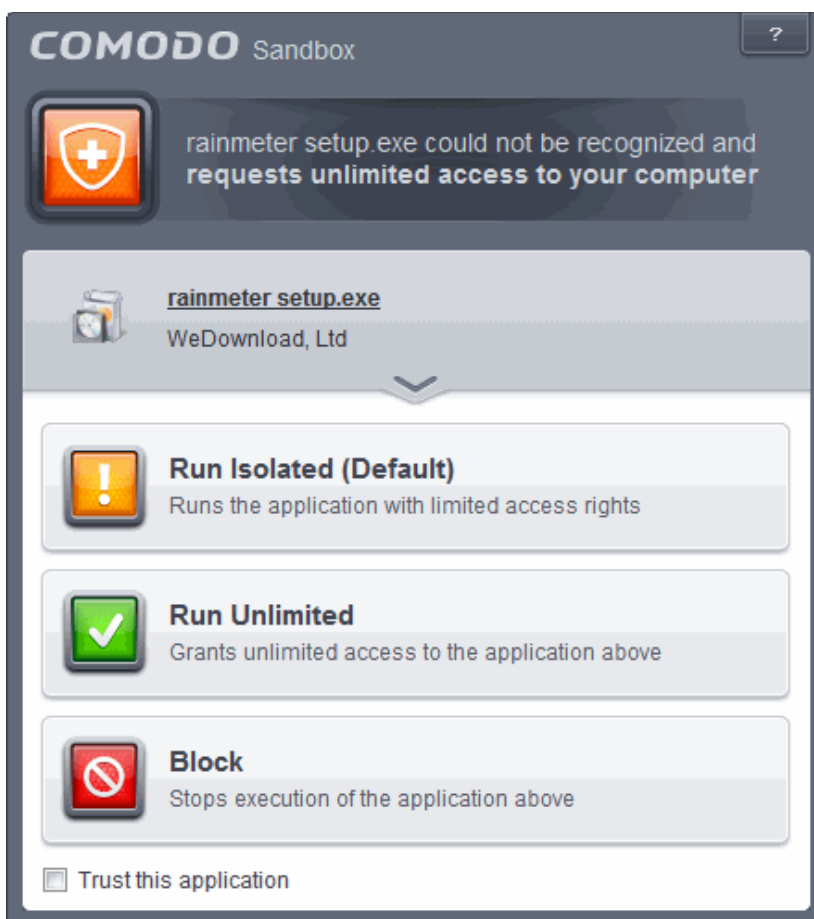 COMODO Sandbox
?
rainmeter setup.exe could not be recognized and
requests unlimited access to your computer
rainmeter setup.exe
WeDownload, Ltd
Run Isolated (Default)
Runs the application with limited access rights
Run Unlimited
Grants unlimited access to the application above
Block
Stops execution of the application above
Trust this application